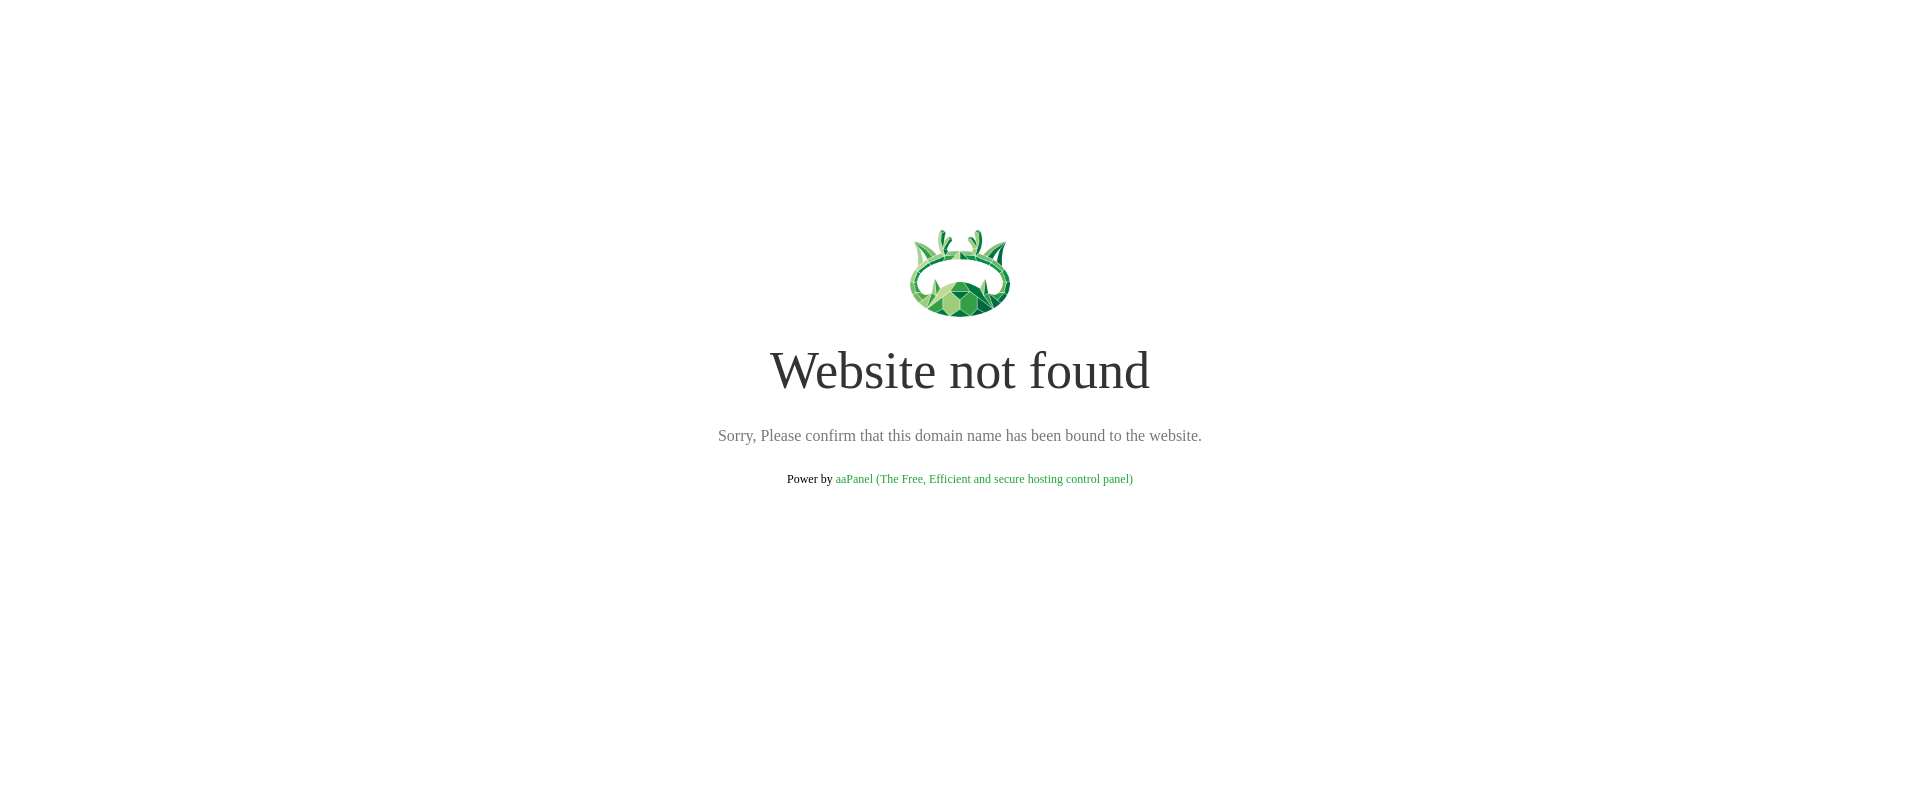 Website not found
Sorry, Please confirm that this domain name has been bound to the website.
Power by aaPanel (The Free, Efficient and secure hosting control panel)